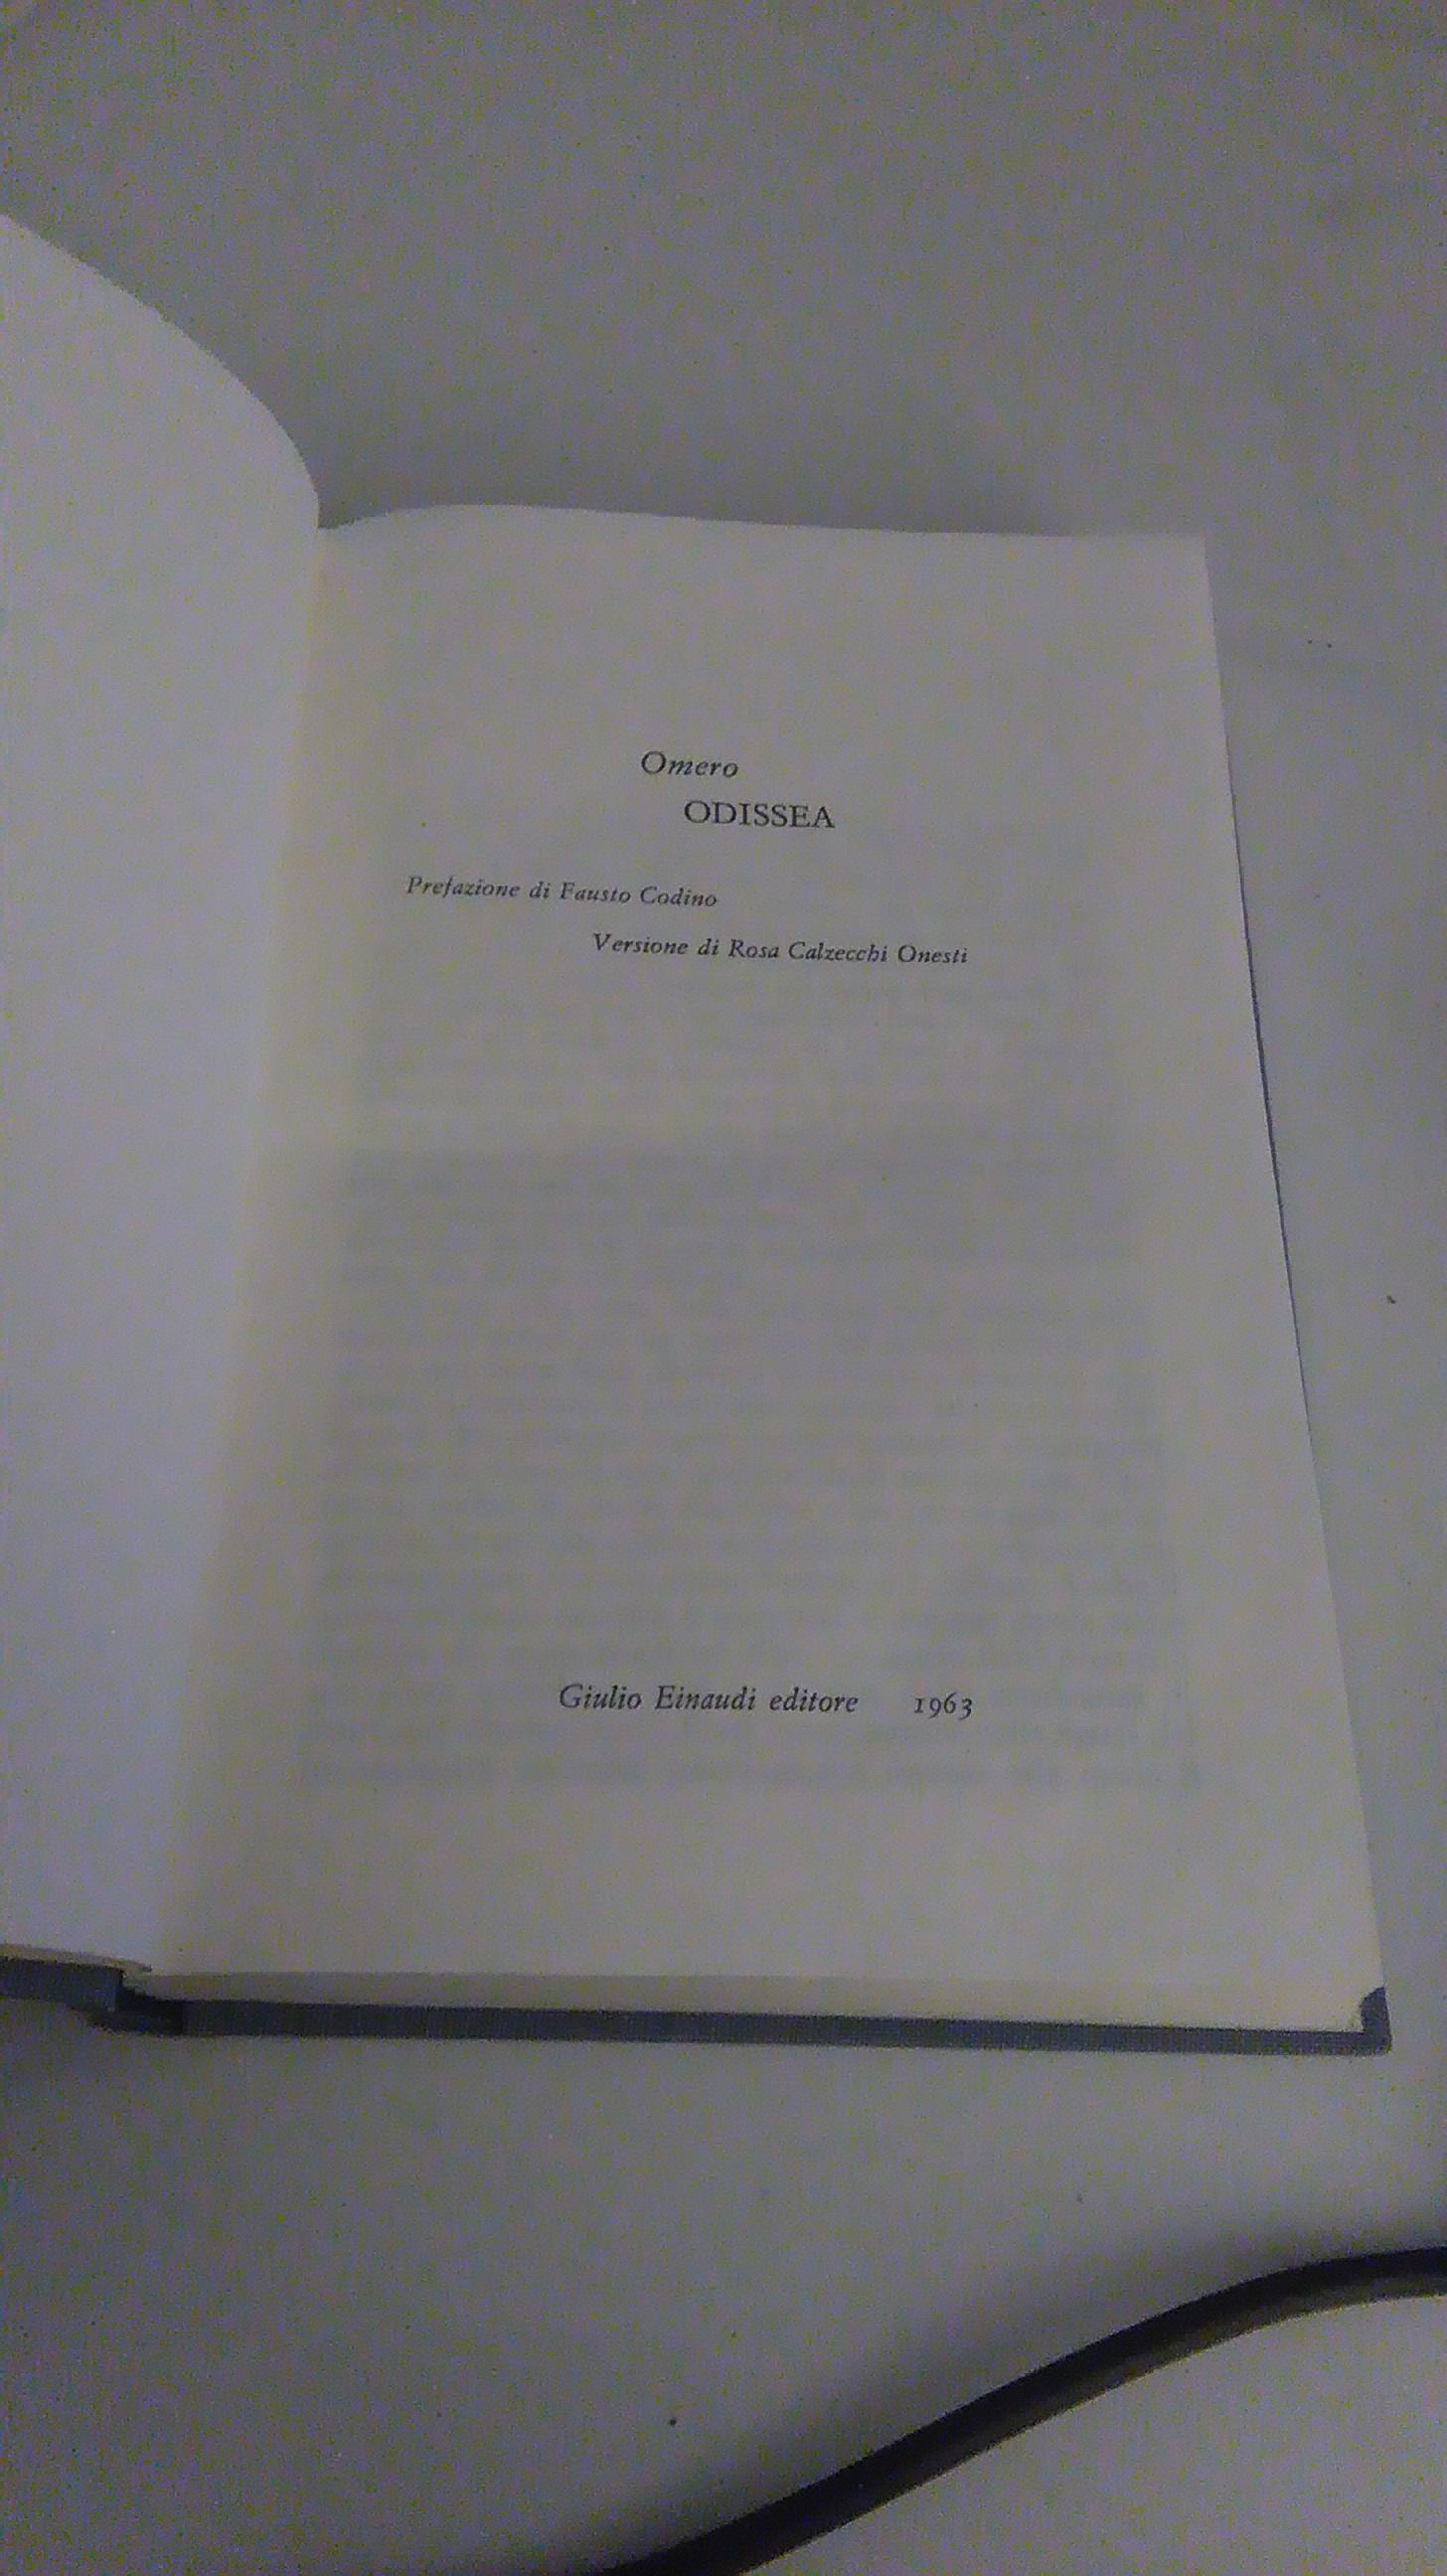 Omero
ODISSEA
Prefazione di Fausto Codino
Versione di Rosa Calzecchi Onesti
Giulio Einaudi editore 1963